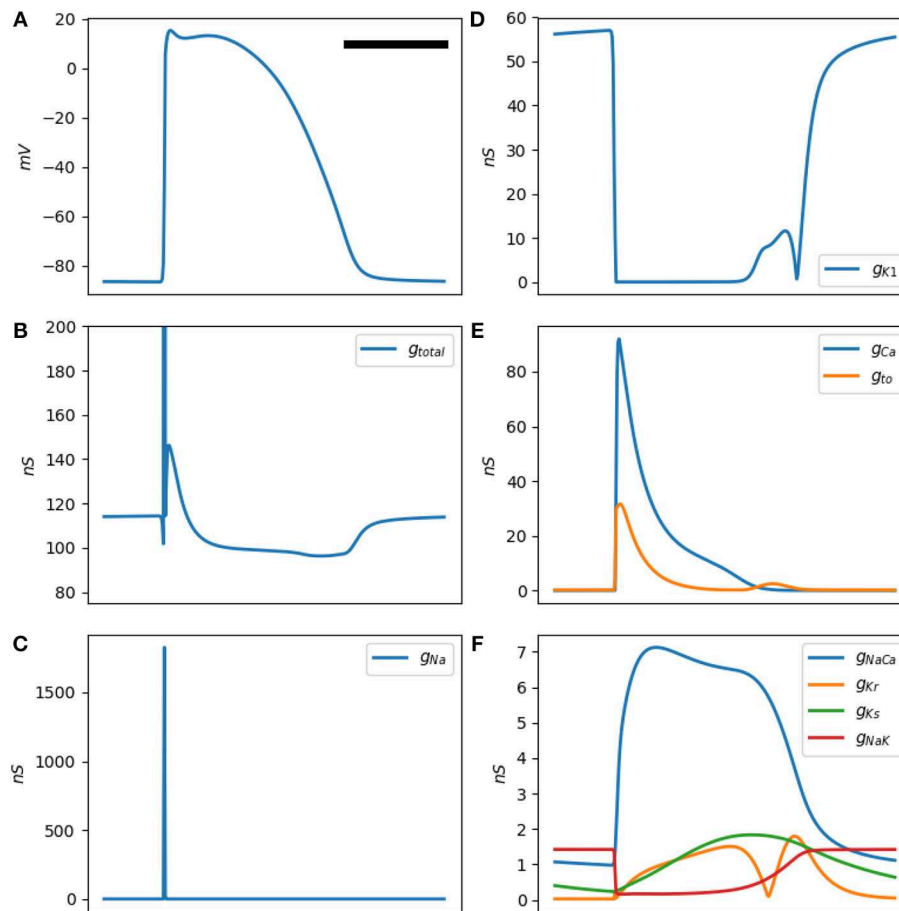 A
20
0
−20
−40
−60
−80
mV
B
200
180
160
140
120
100
80
nS
g_total
C
1500
1000
500
0
nS
g_Na
D
60
50
40
30
20
10
0
nS
g_K1
E
80
60
40
20
0
nS
g_Ca
g_to
F
7
6
5
4
3
2
1
0
nS
g_NaCa
g_Kr
g_Ks
g_NaK